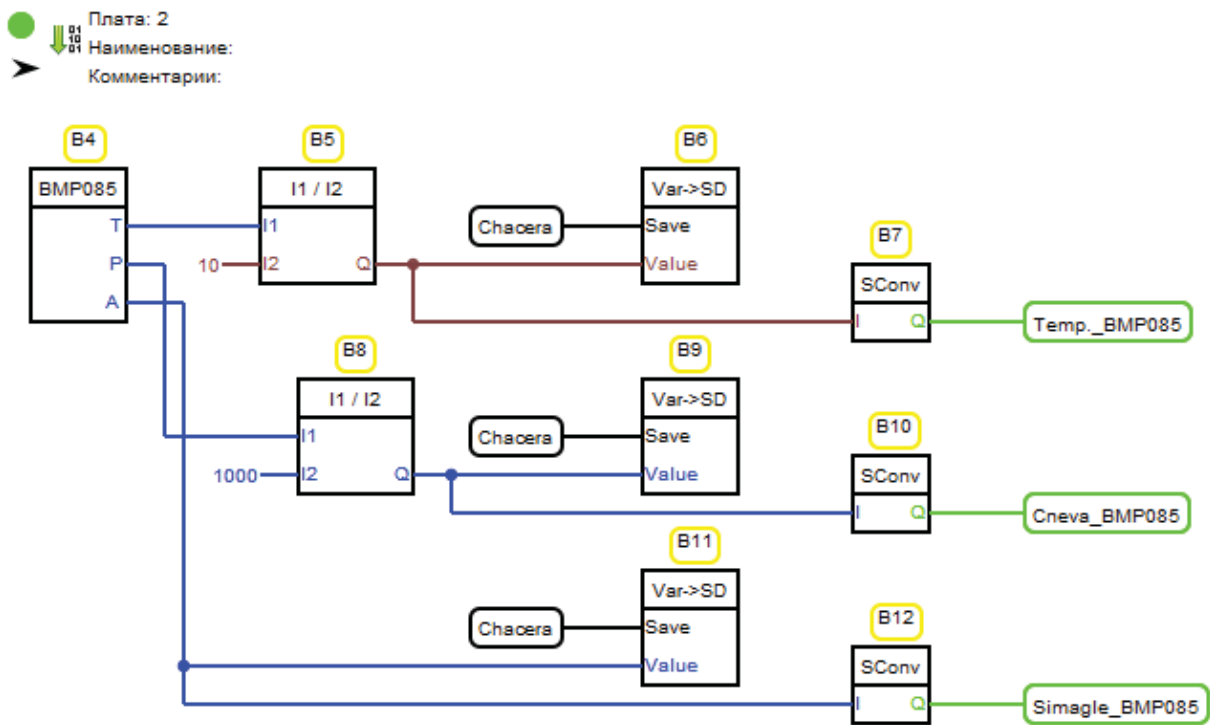 Плата: 2
Наименование:
Комментарии:
B4
B5
B6
BMP085
I1 / I2
Var->SD
T
I1
Chacera
Save
B7
P
10
I2
Q
Value
SConv
A
I
Q
Temp._BMP085
B8
B9
I1 / I2
Var->SD
I1
Chacera
Save
B10
1000
I2
Q
Value
SConv
I
Q
Cneva_BMP085
B11
Var->SD
Chacera
Save
B12
Value
SConv
I
Q
Simagle_BMP085